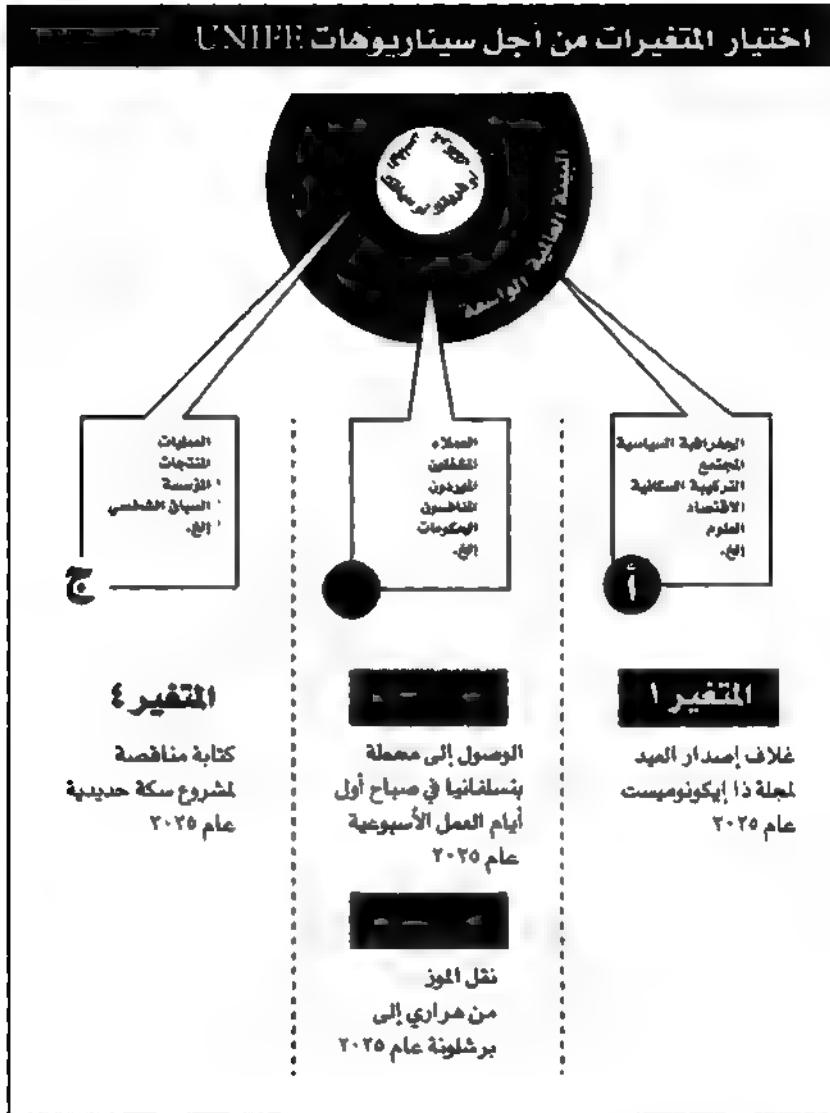 اختيار المتغيرات من أجل سيناريوهات UNIFE
البيئة العالمية الواسعة
الجغرافية السياسية
المجتمع
التركيبة السكانية
الاقتصاد
العلوم
إلخ.
أ
العملاء
المشغلين
الموردون
المنافسون
الحكومات
إلخ.
العمليات
المنتجات
المؤسسة
السياق الشخصي
إلخ.
ج
المتغير ١
غلاف إصدار العيد
لمجلة ذا إيكونوميست
عام ٢٠٢٥
الوصول إلى محطة
بنسلفانيا في صباح أول
أيام العمل الأسبوعية
عام ٢٠٢٥
نقل الموز
من هراري إلى
برشلونة عام ٢٠٢٥
المتغير ٤
كتابة مناقصة
لمشروع سكة حديدية
عام ٢٠٢٥